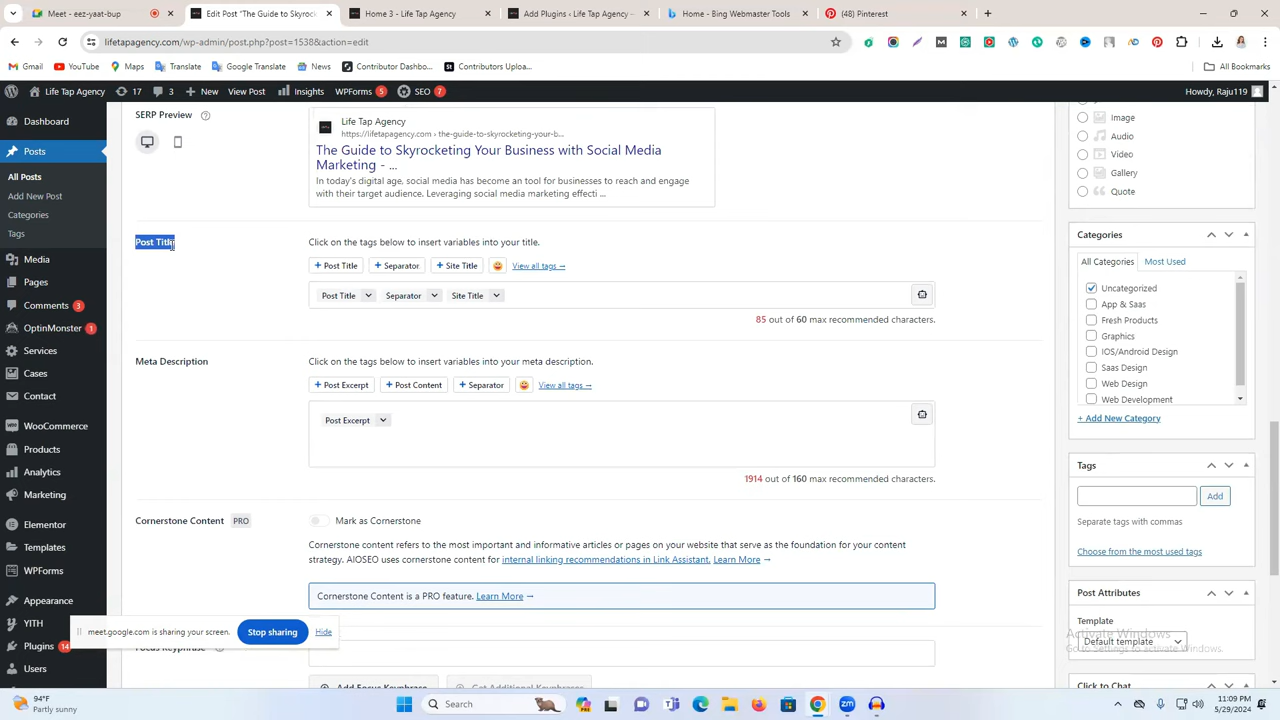 Meet - eez-yaat-bup
Edit Post "The Guide to Skyrock
Home 3 - Life Tap Agency
Add Plugins ‹ Life Tap Agency —
Home - Bing Webmaster Tools
(48) Pinterest
lifetapagency.com/wp-admin/post.php?post=1538&action=edit
Gmail YouTube Maps Translate Google Translate News Contributor Dashbo... Contributors Uploa... All Bookmarks
Life Tap Agency 17 3 + New View Post Insights WPForms 5 SEO 7 Howdy, Raju119
Dashboard
Posts
All Posts
Add New Post
Categories
Tags
Media
Pages
Comments 3
OptinMonster 1
Services
Cases
Contact
WooCommerce
Products
Analytics
Marketing
Elementor
Templates
WPForms
Appearance
YITH
Plugins 14
Users
SERP Preview
Life Tap Agency
https://lifetapagency.com › the-guide-to-skyrocketing-your-b...
The Guide to Skyrocketing Your Business with Social Media
Marketing - ...
In today's digital age, social media has become an tool for businesses to reach and engage
with their target audience. Leveraging social media marketing effecti ...
Post Title
Click on the tags below to insert variables into your title.
+ Post Title + Separator + Site Title View all tags →
Post Title Separator Site Title
85 out of 60 max recommended characters.
Meta Description
Click on the tags below to insert variables into your meta description.
+ Post Excerpt + Post Content + Separator View all tags →
Post Excerpt
1914 out of 160 max recommended characters.
Cornerstone Content PRO
Mark as Cornerstone
Cornerstone content refers to the most important and informative articles or pages on your website that serve as the foundation for your content
strategy. AIOSEO uses cornerstone content for internal linking recommendations in Link Assistant. Learn More →
Cornerstone Content is a PRO feature. Learn More →
meet.google.com is sharing your screen. Stop sharing Hide
Focus Keyphrase
Add Focus Keyphrase Get Additional Keyphrases
Image
Audio
Video
Gallery
Quote
Categories
All Categories Most Used
Uncategorized
App & Saas
Fresh Products
Graphics
IOS/Android Design
Saas Design
Web Design
Web Development
+ Add New Category
Tags
Add
Separate tags with commas
Choose from the most used tags
Post Attributes
Template
Default template
Click to Chat
Activate Windows
Go to Settings to activate Windows.
94°F
Partly sunny
Search
11:09 PM
5/29/2024